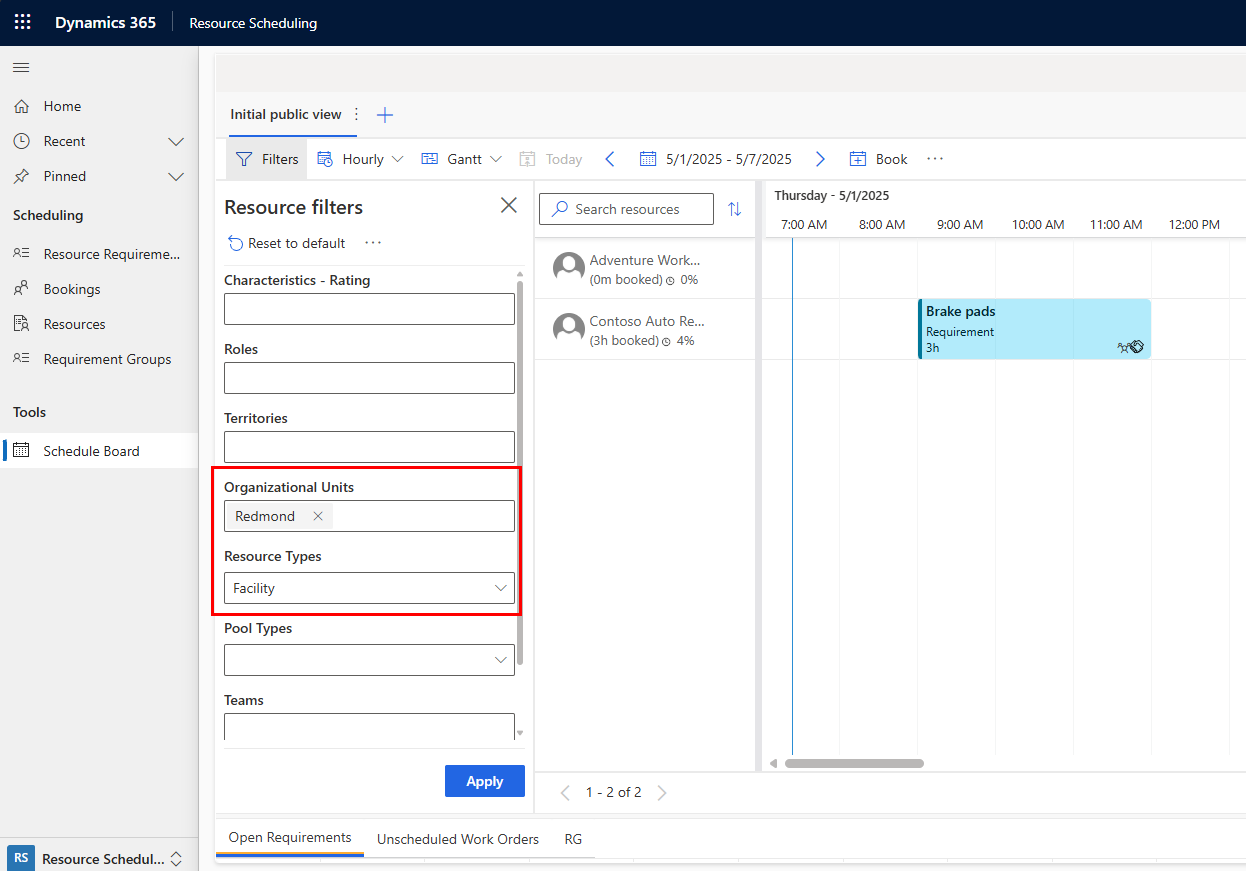 Dynamics 365
Resource Scheduling
Home
Recent
Pinned
Scheduling
Resource Requireme...
Bookings
Resources
Requirement Groups
Tools
Schedule Board
RS
Resource Schedul...
Initial public view
Filters
Hourly
Gantt
Today
5/1/2025 - 5/7/2025
Book
Resource filters
Reset to default
Characteristics - Rating
Roles
Territories
Organizational Units
Redmond
Resource Types
Facility
Pool Types
Teams
Apply
Search resources
Adventure Work...
(0m booked) 0%
Contoso Auto Re...
(3h booked) 4%
1 - 2 of 2
Thursday - 5/1/2025
7:00 AM 8:00 AM 9:00 AM 10:00 AM 11:00 AM 12:00 PM
Brake pads
Requirement
3h
Open Requirements
Unscheduled Work Orders
RG